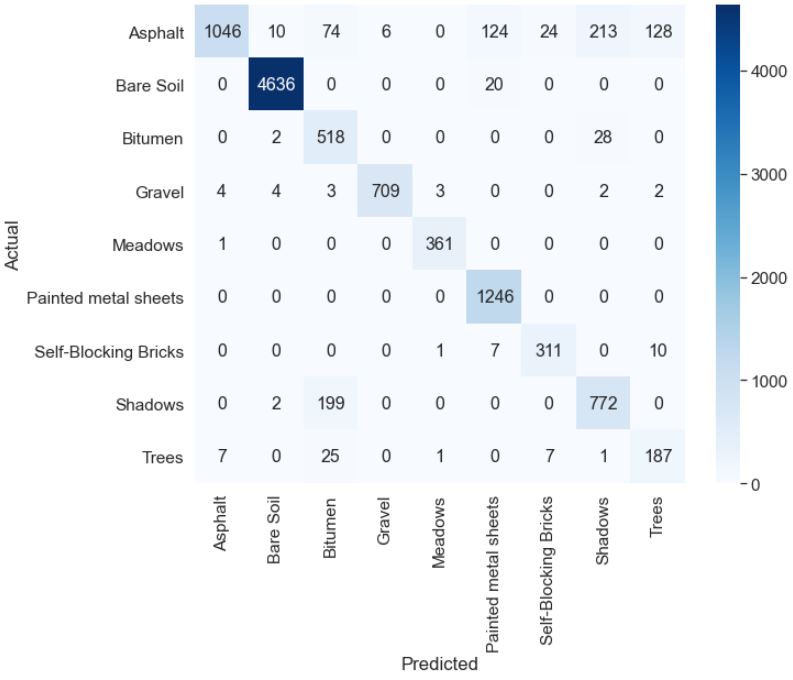 Asphalt 1046 10 74 6 0 124 24 213 128
Bare Soil 0 4636 0 0 0 20 0 0 0
Bitumen 0 2 518 0 0 0 0 28 0
Gravel 4 4 3 709 3 0 0 2 2
Meadows 1 0 0 0 361 0 0 0 0
Painted metal sheets 0 0 0 0 0 1246 0 0 0
Self-Blocking Bricks 0 0 0 0 1 7 311 0 10
Shadows 0 2 199 0 0 0 0 772 0
Trees 7 0 25 0 1 0 7 1 187
Actual
Asphalt
Bare Soil
Bitumen
Gravel
Meadows
Painted metal sheets
Self-Blocking Bricks
Shadows
Trees
Predicted
4000
3000
2000
1000
0